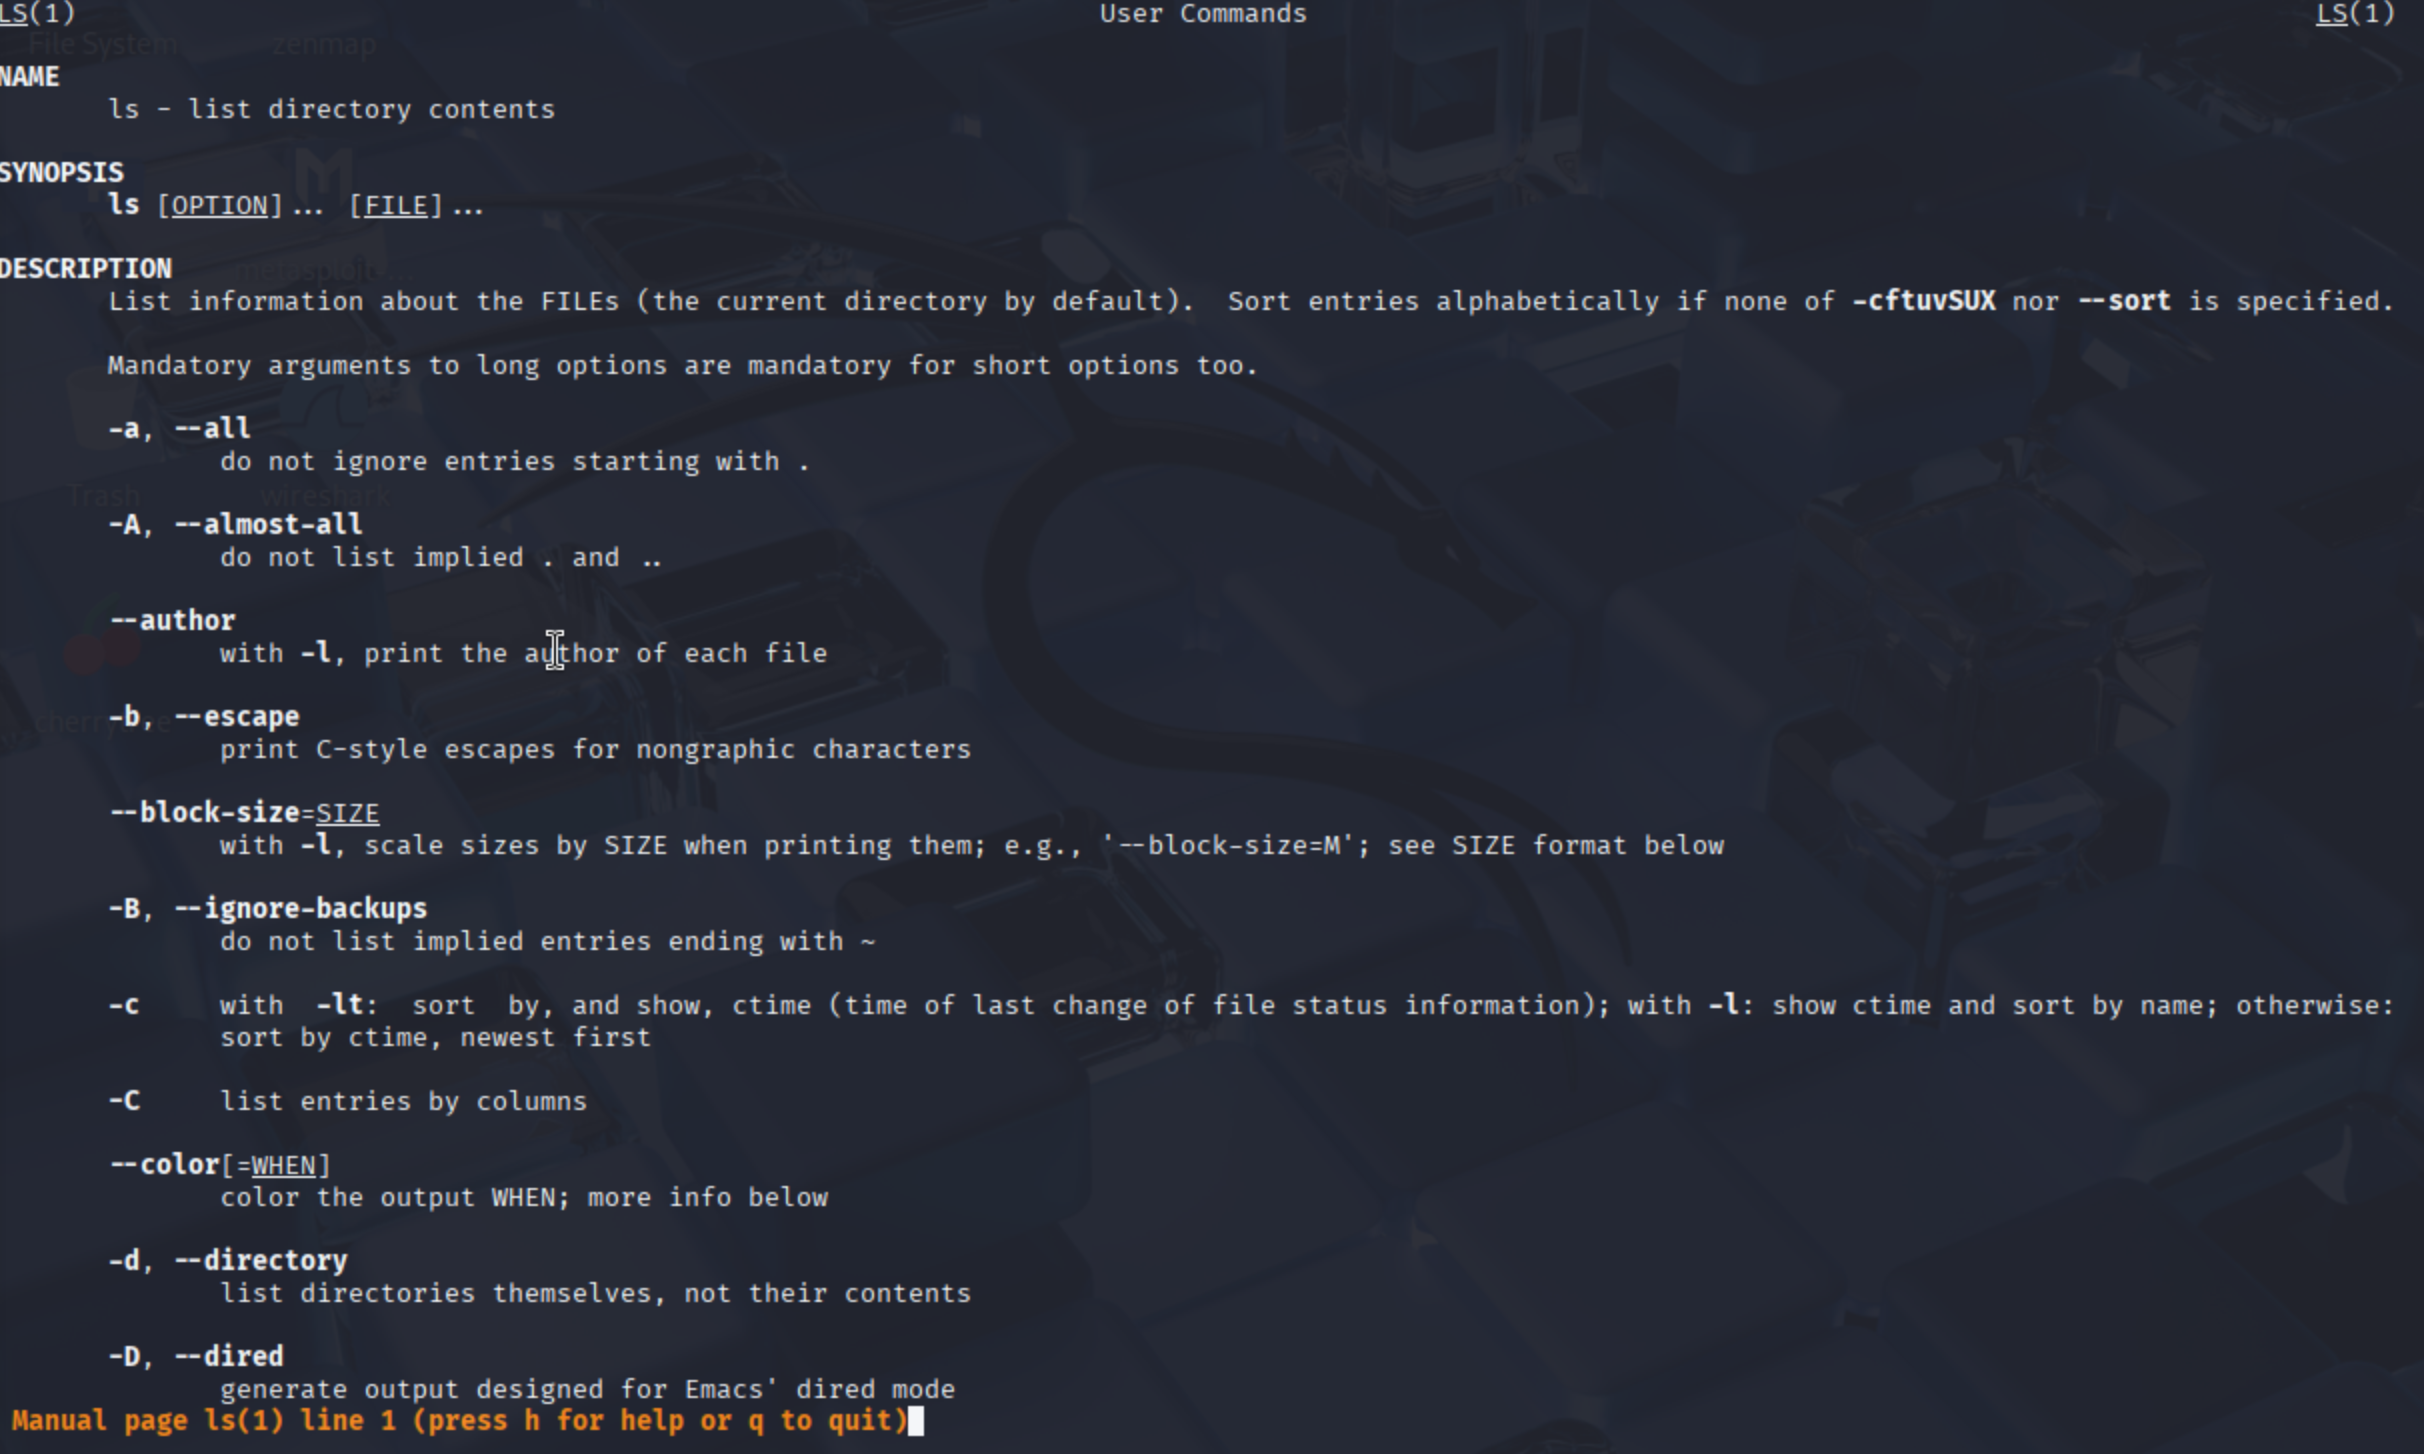 LS(1) User Commands LS(1)
File System zenmap
NAME
ls - list directory contents
SYNOPSIS
ls [OPTION]... [FILE]...
DESCRIPTION
metasploit ...
List information about the FILEs (the current directory by default).  Sort entries alphabetically if none of -cftuvSUX nor --sort is specified.
Mandatory arguments to long options are mandatory for short options too.
-a, --all
do not ignore entries starting with .
Trash wireshark
-A, --almost-all
do not list implied . and ..
--author
with -l, print the author of each file
-b, --escape
print C-style escapes for nongraphic characters
--block-size=SIZE
with -l, scale sizes by SIZE when printing them; e.g., '--block-size=M'; see SIZE format below
-B, --ignore-backups
do not list implied entries ending with ~
-c with  -lt:  sort  by, and show, ctime (time of last change of file status information); with -l: show ctime and sort by name; otherwise:
sort by ctime, newest first
-C list entries by columns
--color[=WHEN]
color the output WHEN; more info below
-d, --directory
list directories themselves, not their contents
-D, --dired
generate output designed for Emacs' dired mode
Manual page ls(1) line 1 (press h for help or q to quit)